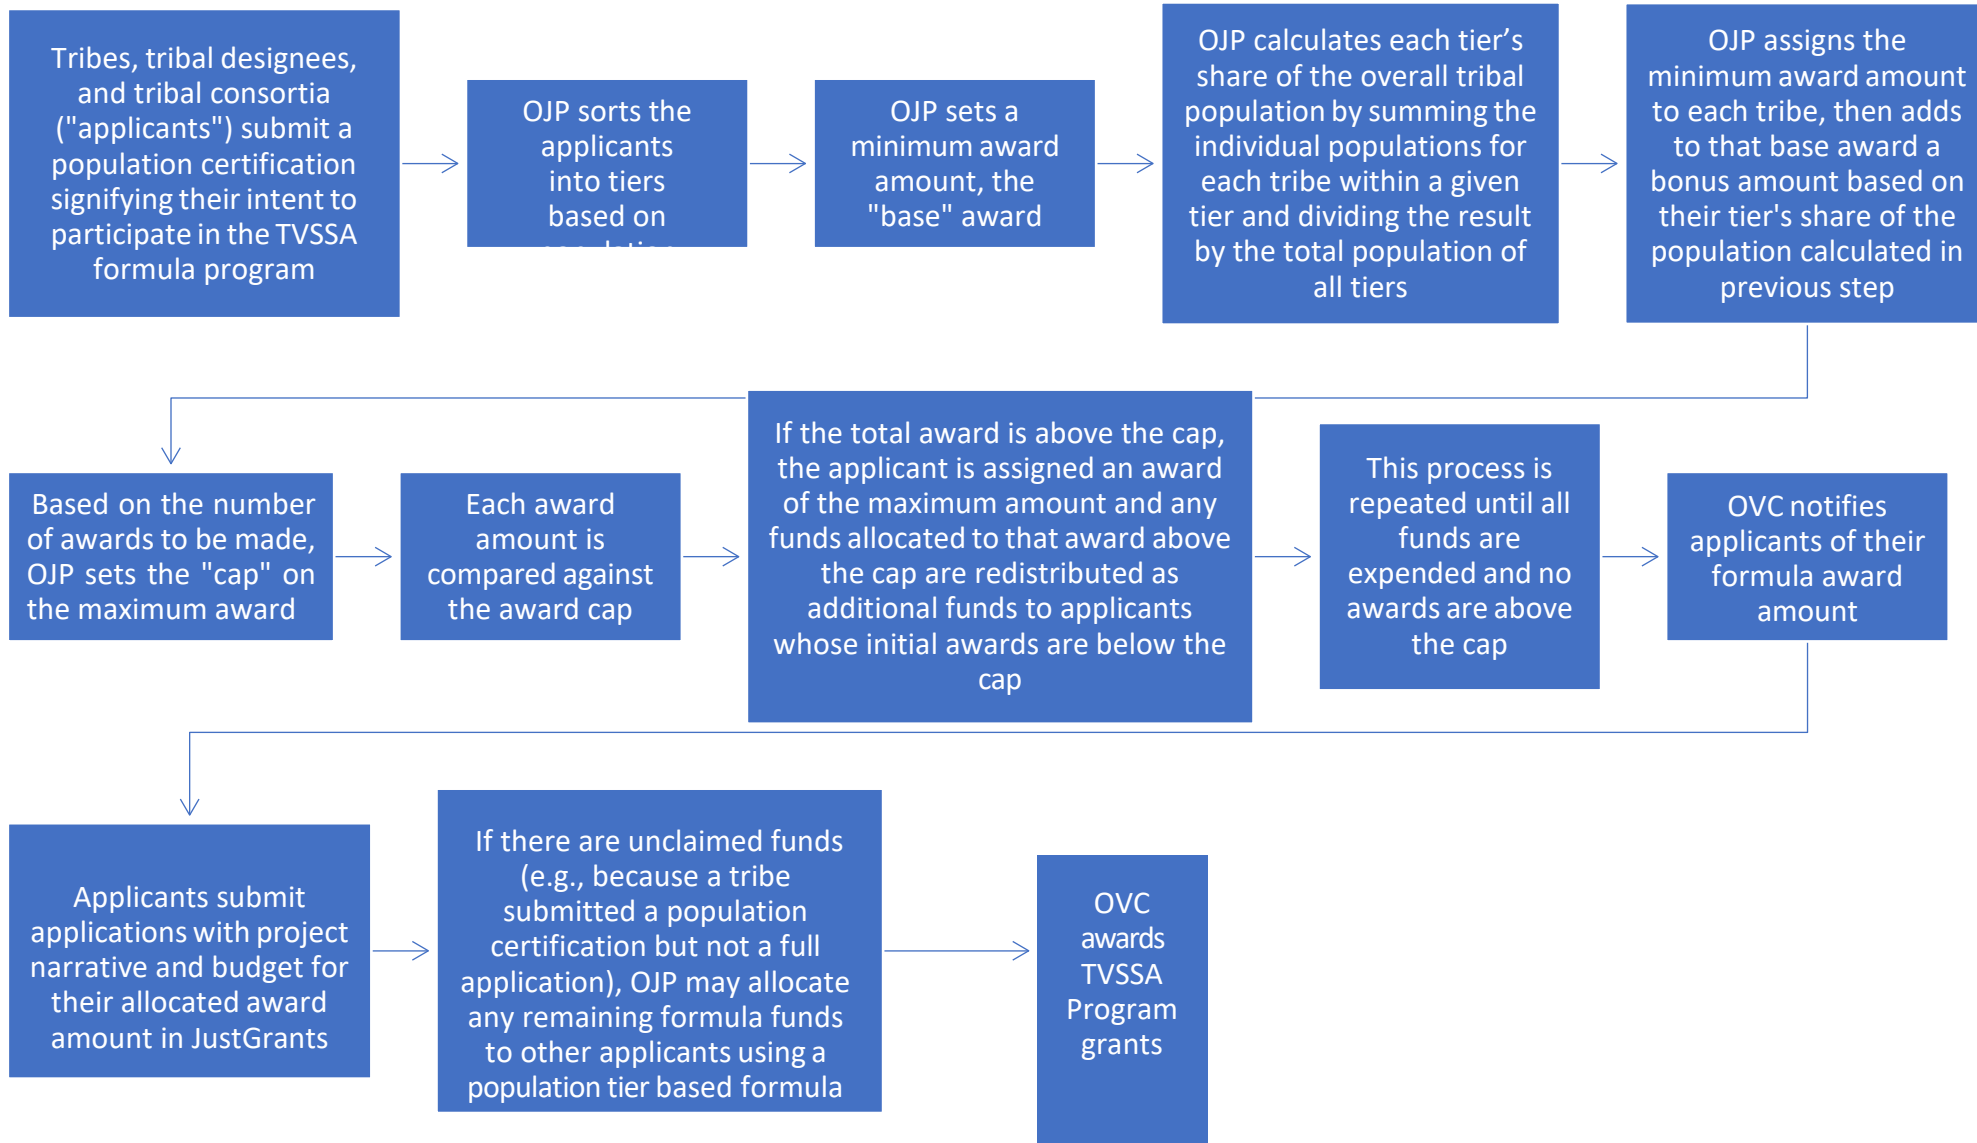 Tribes, tribal designees,
and tribal consortia
("applicants") submit a
population certification
signifying their intent to
participate in the TVSSA
formula program
OJP sorts the
applicants
into tiers
based on
OJP sets a
minimum award
amount, the
"base" award
OJP calculates each tier’s
share of the overall tribal
population by summing the
individual populations for
each tribe within a given
tier and dividing the result
by the total population of
all tiers
OJP assigns the
minimum award amount
to each tribe, then adds
to that base award a
bonus amount based on
their tier's share of the
population calculated in
previous step
Based on the number
of awards to be made,
OJP sets the "cap" on
the maximum award
Each award
amount is
compared against
the award cap
If the total award is above the cap,
the applicant is assigned an award
of the maximum amount and any
funds allocated to that award above
the cap are redistributed as
additional funds to applicants
whose initial awards are below the
cap
This process is
repeated until all
funds are
expended and no
awards are above
the cap
OVC notifies
applicants of their
formula award
amount
Applicants submit
applications with project
narrative and budget for
their allocated award
amount in JustGrants
If there are unclaimed funds
(e.g., because a tribe
submitted a population
certification but not a full
application), OJP may allocate
any remaining formula funds
to other applicants using a
population tier based formula
OVC
awards
TVSSA
Program
grants